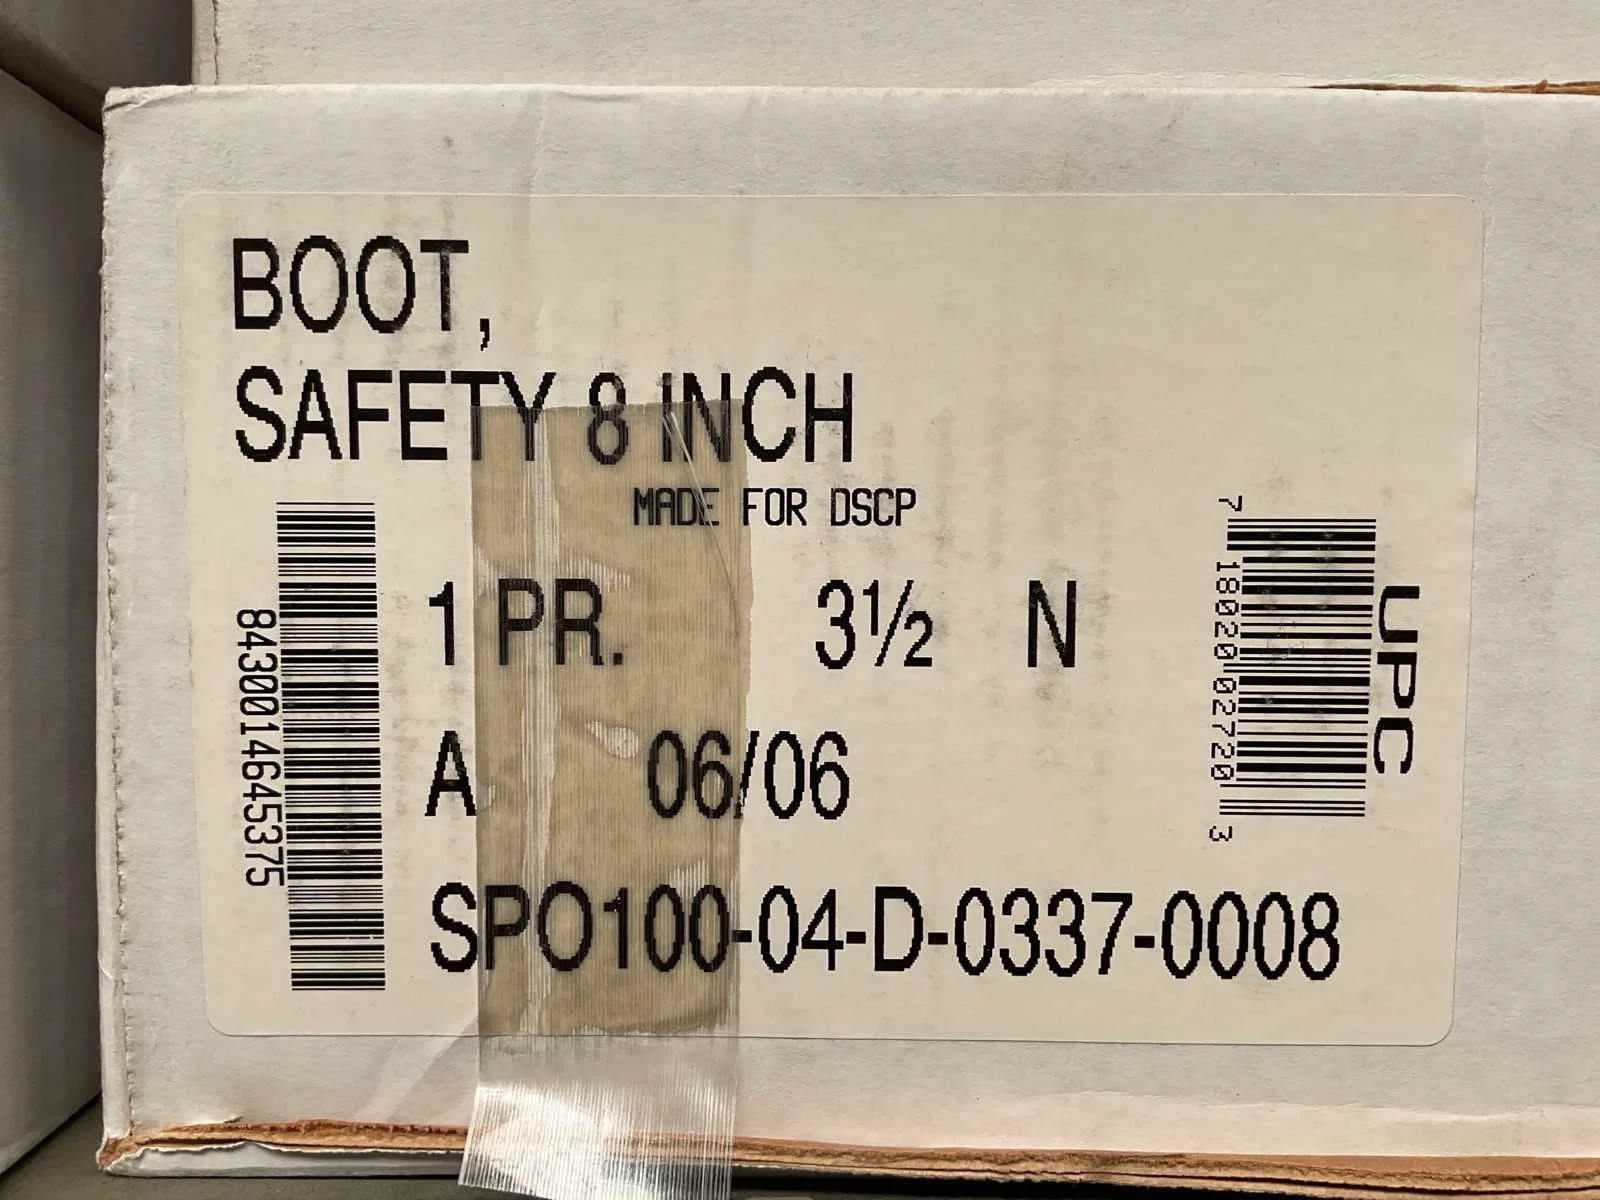 BOOT,
SAFETY 8 INCH
MADE FOR DSCP
1 PR. 3½ N
A 06/06
SPO100-04-D-0337-0008
8430014645375
7 18020 02720 3
UPC